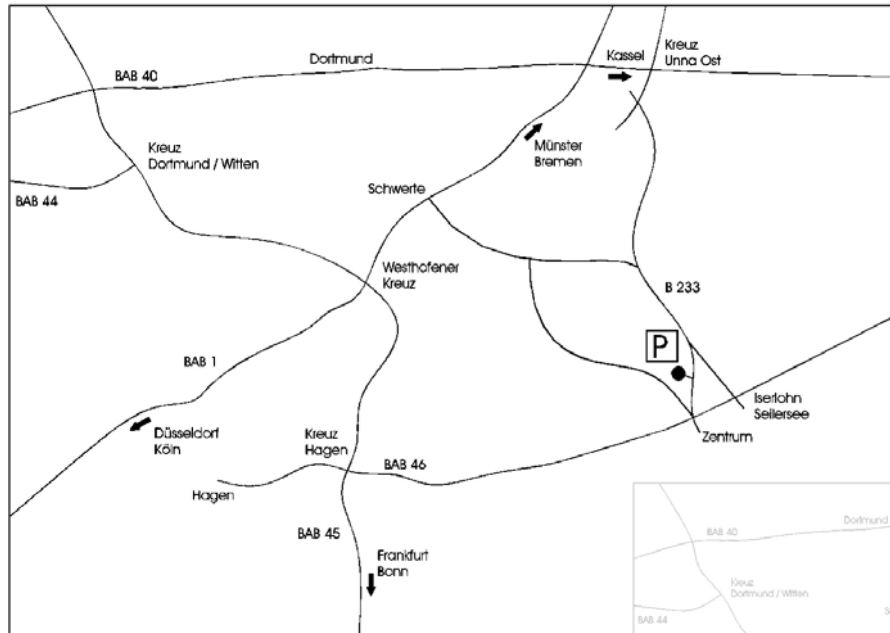 Dortmund
Kassel
Kreuz
Unna Ost
BAB 40
Kreuz
Dortmund / Witten
Münster
Bremen
BAB 44
Schwerte
Westhofener
Kreuz
B 233
P
BAB 1
Iserlohn
Seilersee
Düsseldorf
Köln
Kreuz
Hagen
Zentrum
BAB 46
Hagen
BAB 45
Frankfurt
Bonn
Dortmund
BAB 40
Kreuz
Dortmund / Witten
BAB 44
S